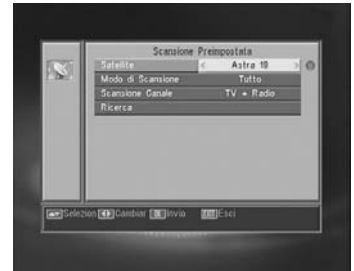 Scansione Preimpostata
Satellite < Astra 19 >
Modo di Scansione Tutto
Scansione Canale TV + Radio
Ricerca
Selezion Cambiar Invio Esci